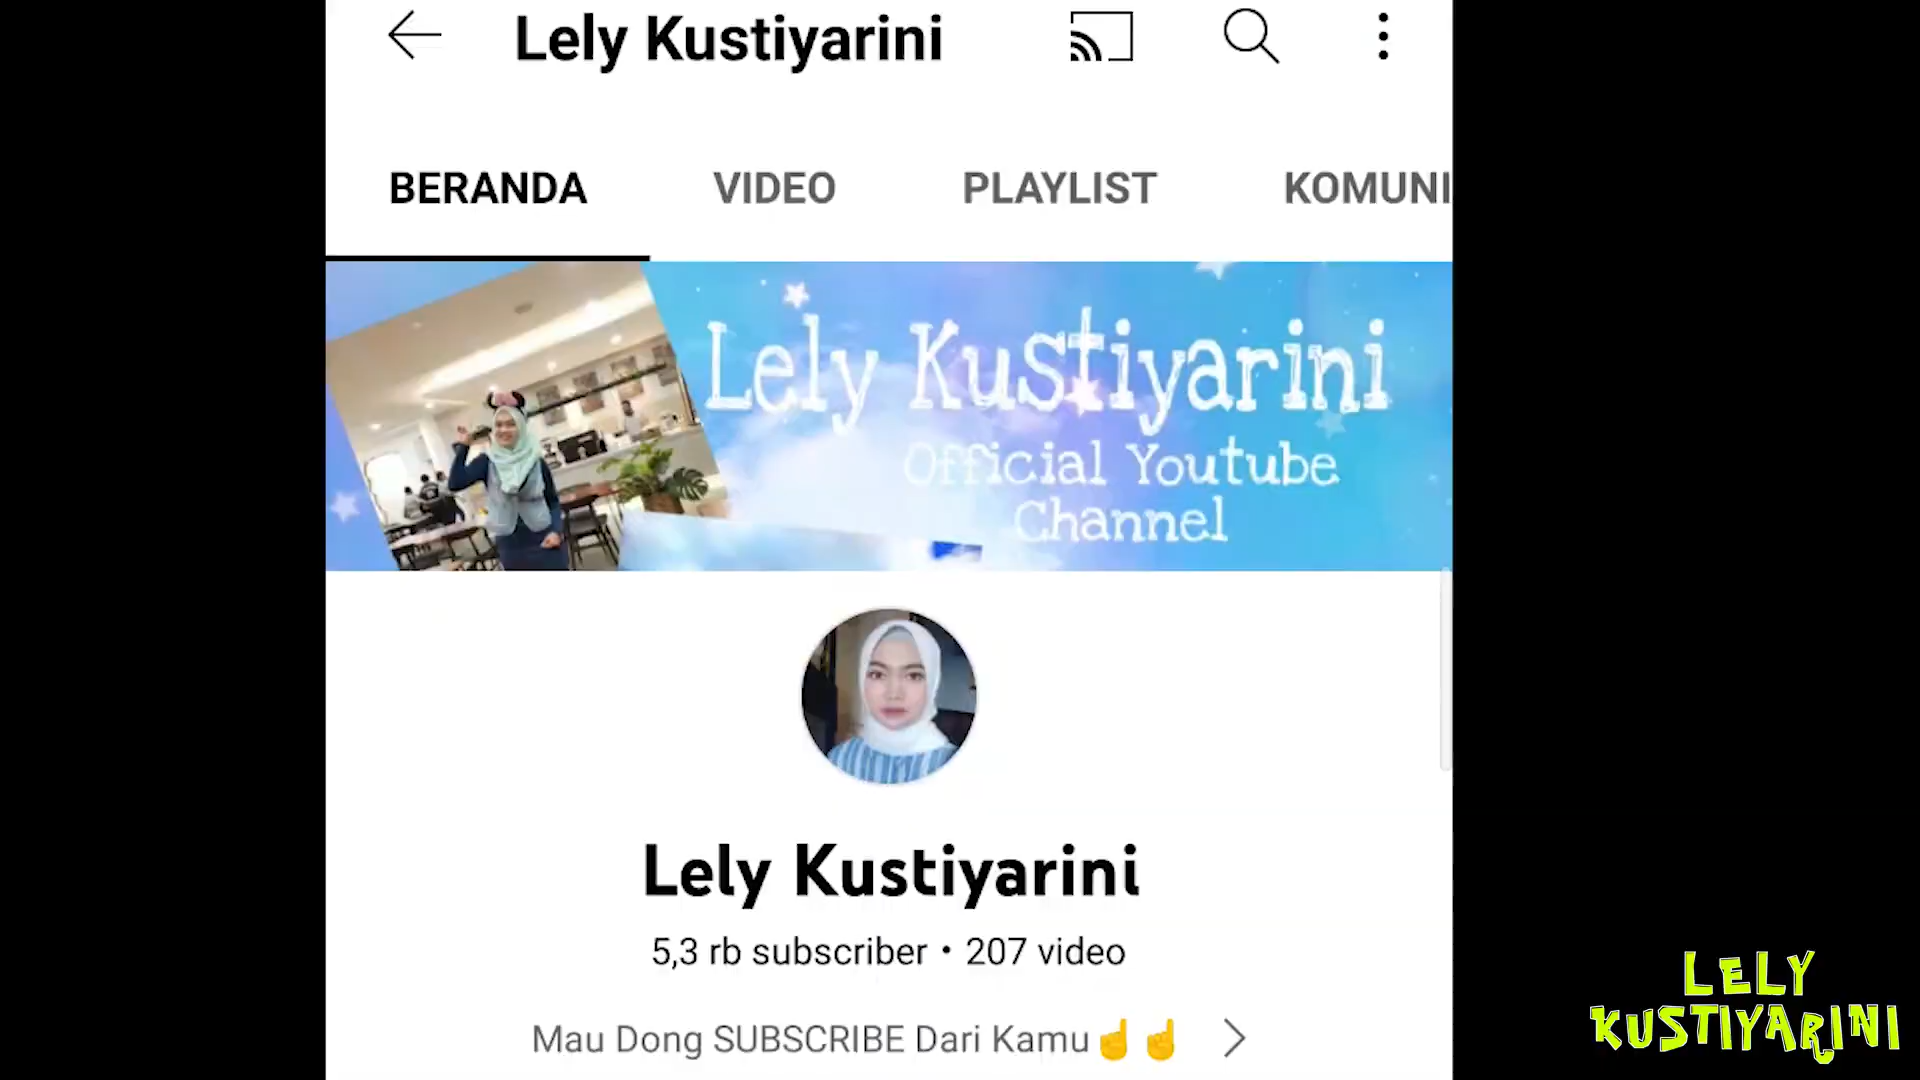 Lely Kustiyarini
BERANDA VIDEO PLAYLIST KOMUNI
Lely Kustiyarini
Official Youtube
Channel
Lely Kustiyarini
5,3 rb subscriber • 207 video
Mau Dong SUBSCRIBE Dari Kamu☝️☝️
LELY
KUSTIYARINI